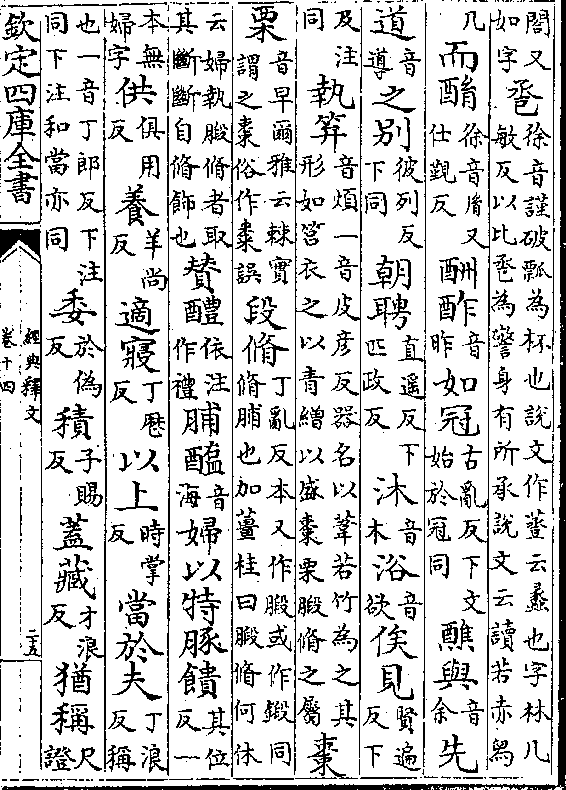 閤又如字卺徐音謹破瓢為杯也說文作䔖云蠡也字林几敏反以比卺為警身有所承說文云讀若赤舄
几而酳徐音胤又仕覲反酬酢音昨如冠古亂反下文始於冠同醮與音余先
道音導之别彼列反下同朝聘直遥反下匹政反沐音木浴音欲俟見賢遍反下
及注同執笲音煩一音皮彦反器名以葦若竹為之其形如筥衣之以青繒以盛棗栗腶脩之屬棗
栗音早爾雅云棘實謂之棗俗作棗誤段脩丁亂反本又作腶或作鍛同脩脯也加薑桂曰腶脩何休
云婦執腶脩者取其斷斷自脩飾也賛醴依注作禮脯醢音海婦以特豚饋其位反一
本無婦字供俱用反養羊尚反適寝丁歷反以上時掌反當於夫丁浪反稱
也一音丁郎反下注同下注和當亦同委於偽反積子賜反蓋藏才浪反猶稱尺證
欽定四庫全書
經典釋文
卷十四
二十五